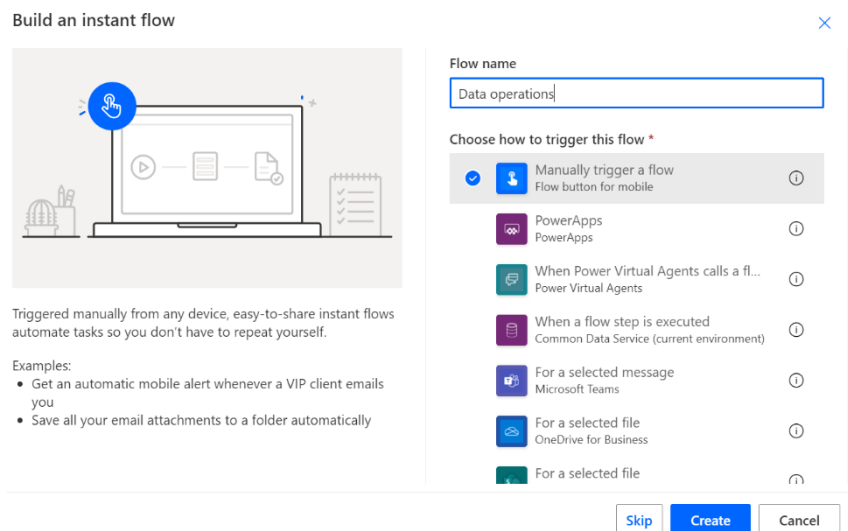 Build an instant flow
Triggered manually from any device, easy-to-share instant flows
automate tasks so you don't have to repeat yourself.
Examples:
• Get an automatic mobile alert whenever a VIP client emails
you
• Save all your email attachments to a folder automatically
Flow name
Data operations
Choose how to trigger this flow *
Manually trigger a flow
Flow button for mobile
PowerApps
PowerApps
When Power Virtual Agents calls a fl...
Power Virtual Agents
When a flow step is executed
Common Data Service (current environment)
For a selected message
Microsoft Teams
For a selected file
OneDrive for Business
For a selected file
Skip
Create
Cancel